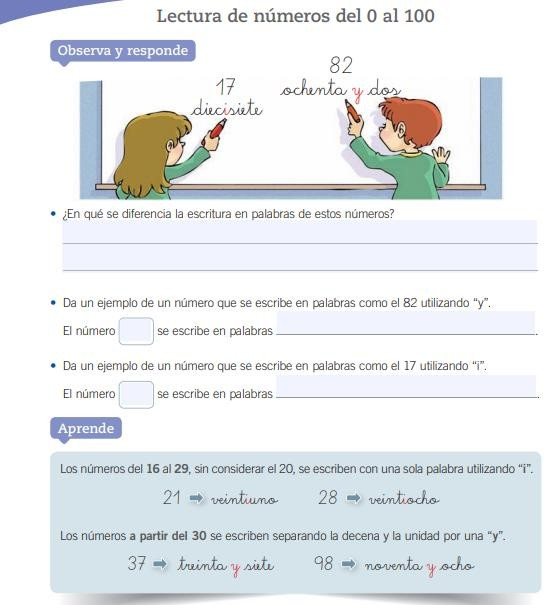 Lectura de números del 0 al 100
Observa y responde
17
diecisiete
82
ochenta y dos
• ¿En qué se diferencia la escritura en palabras de estos números?
• Da un ejemplo de un número que se escribe en palabras como el 82 utilizando “y”.
El número se escribe en palabras .
• Da un ejemplo de un número que se escribe en palabras como el 17 utilizando “i”.
El número se escribe en palabras .
Aprende
Los números del 16 al 29, sin considerar el 20, se escriben con una sola palabra utilizando “i”.
21 ➡ veintiuno 28 ➡ veintiocho
Los números a partir del 30 se escriben separando la decena y la unidad por una “y”.
37 ➡ treinta y siete 98 ➡ noventa y ocho